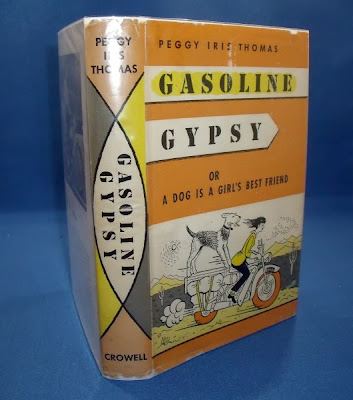 PEGGY
IRIS
THOMAS
GASOLINE
GYPSY
CROWELL
PEGGY IRIS THOMAS
GASOLINE
GYPSY
OR
A DOG IS A GIRL'S BEST FRIEND